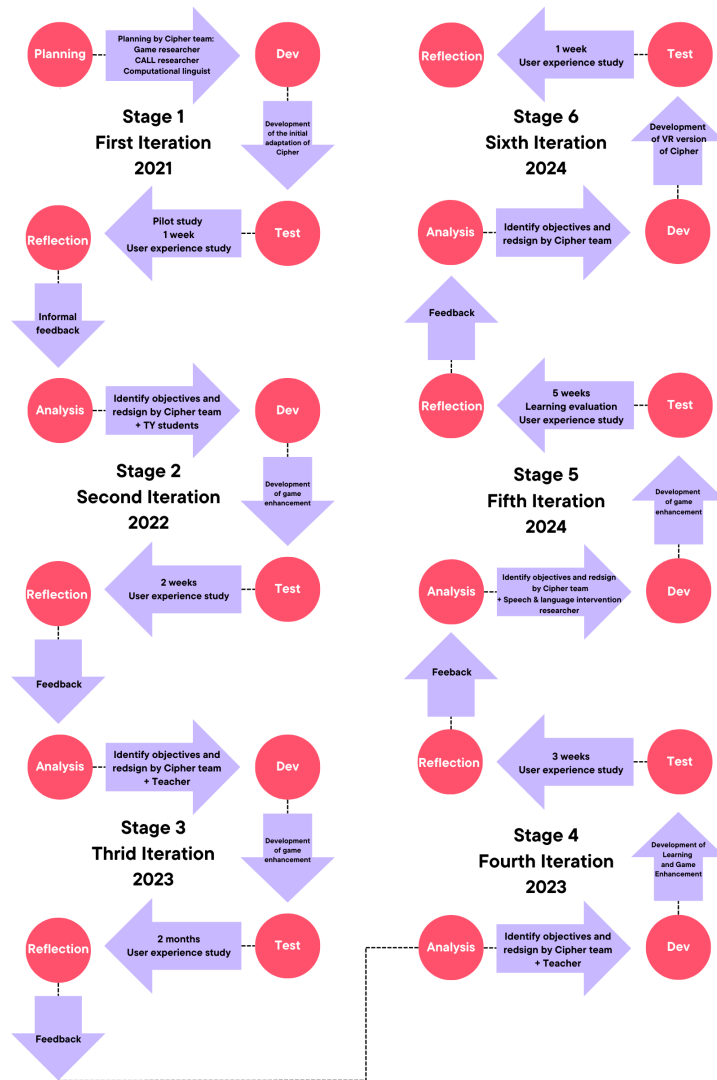 Planning
Planning by Cipher team:
Game researcher
CALL researcher
Computational linguist
Dev
Stage 1
First Iteration
2021
Development
of the initial
adaptation of
Cipher
Test
Pilot study
1 week
User experience study
Reflection
Informal
feedback
Analysis
Identify objectives and
redsign by Cipher team
+ TY students
Dev
Stage 2
Second Iteration
2022
Development
of game
enhancement
Test
2 weeks
User experience study
Reflection
Feedback
Analysis
Identify objectives and
redsign by Cipher team
+ Teacher
Dev
Stage 3
Thrid Iteration
2023
Development
of game
enhancement
Test
2 months
User experience study
Reflection
Feedback
Analysis
Identify objectives and
redsign by Cipher team
+ Teacher
Dev
Stage 4
Fourth Iteration
2023
Development of
Learning
and Game
Enhancement
Test
3 weeks
User experience study
Reflection
Feeback
Analysis
Identify objectives and redsign
by Cipher team
+ Speech & language intervention
researcher
Dev
Stage 5
Fifth Iteration
2024
Development
of game
enhancement
Test
5 weeks
Learning evaluation
User experience study
Reflection
Feedback
Analysis
Identify objectives and
redsign by Cipher team
Dev
Stage 6
Sixth Iteration
2024
Development
of VR version
of Cipher
Test
1 week
User experience study
Reflection